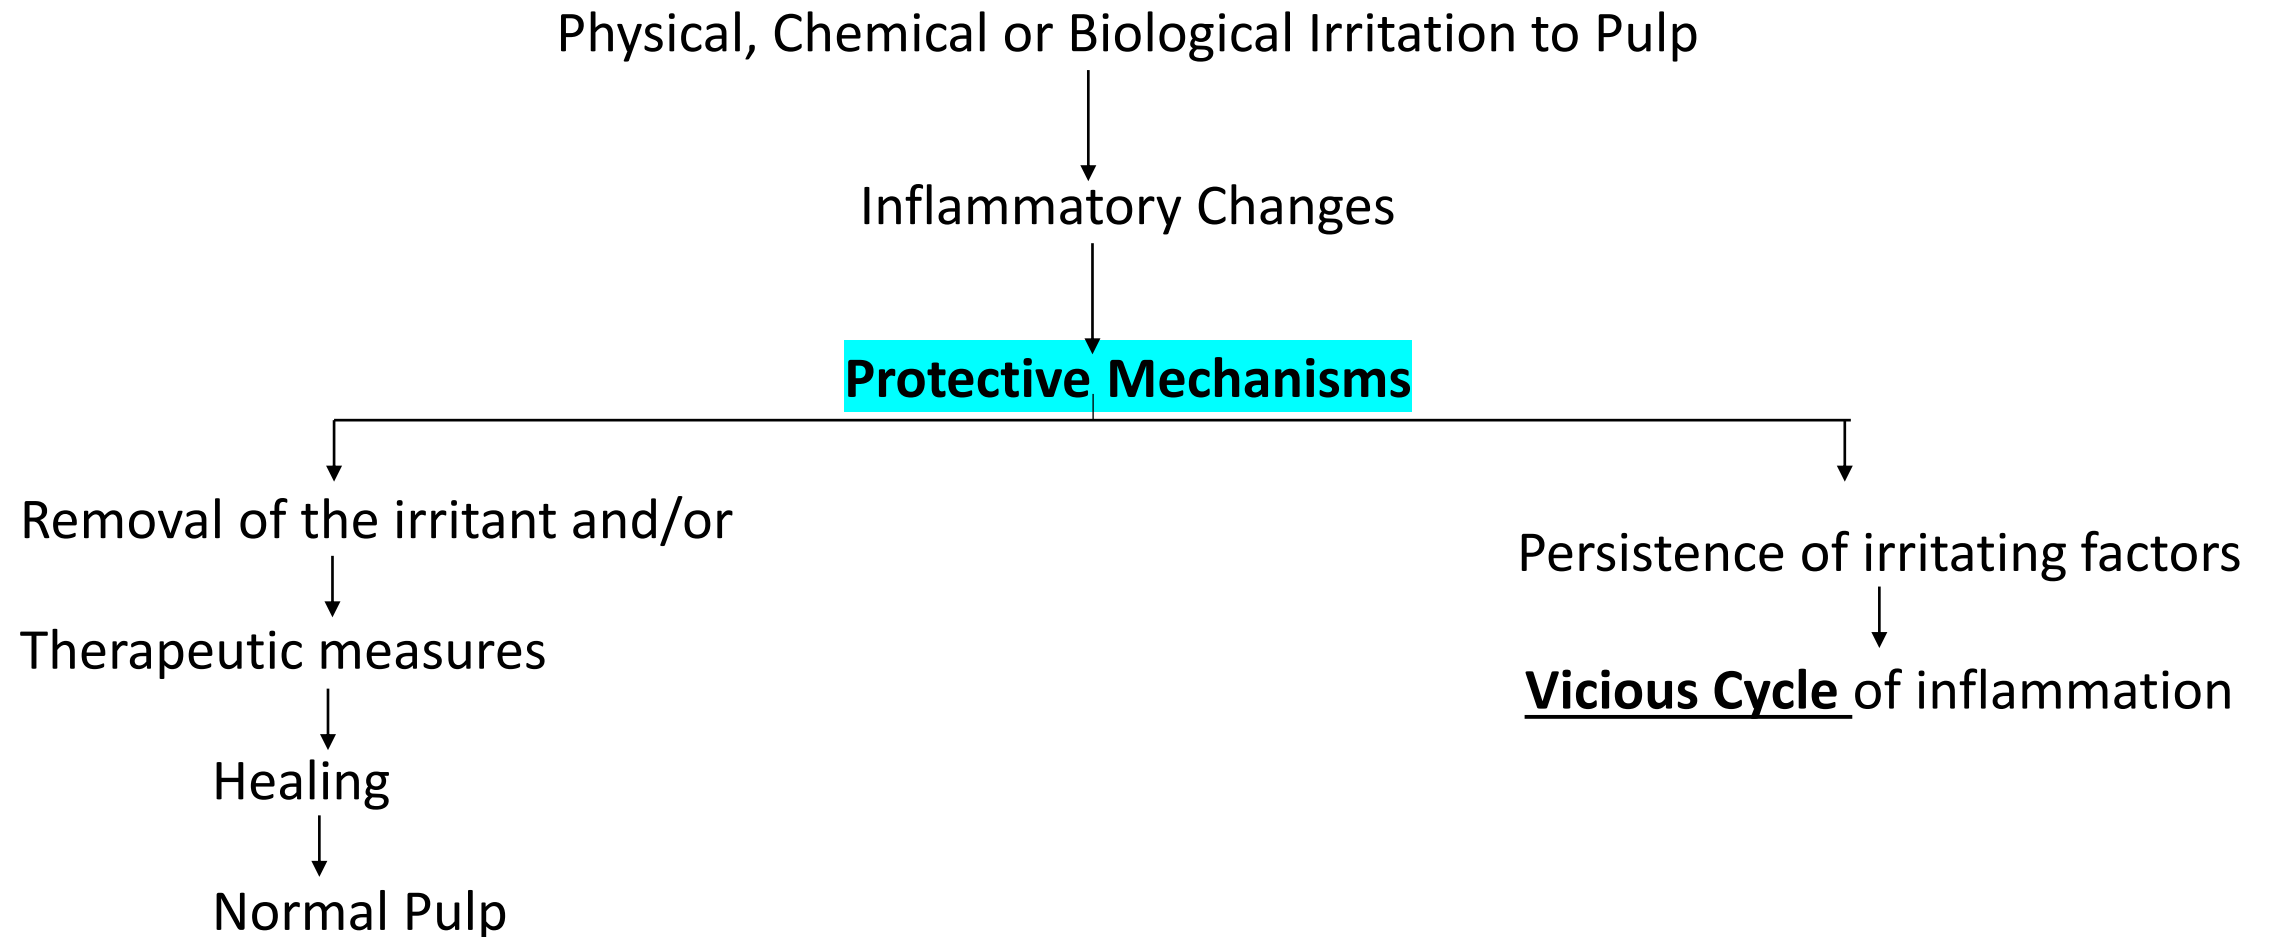 Physical, Chemical or Biological Irritation to Pulp
Inflammatory Changes
Protective Mechanisms
Removal of the irritant and/or
Therapeutic measures
Healing
Normal Pulp
Persistence of irritating factors
Vicious Cycle of inflammation